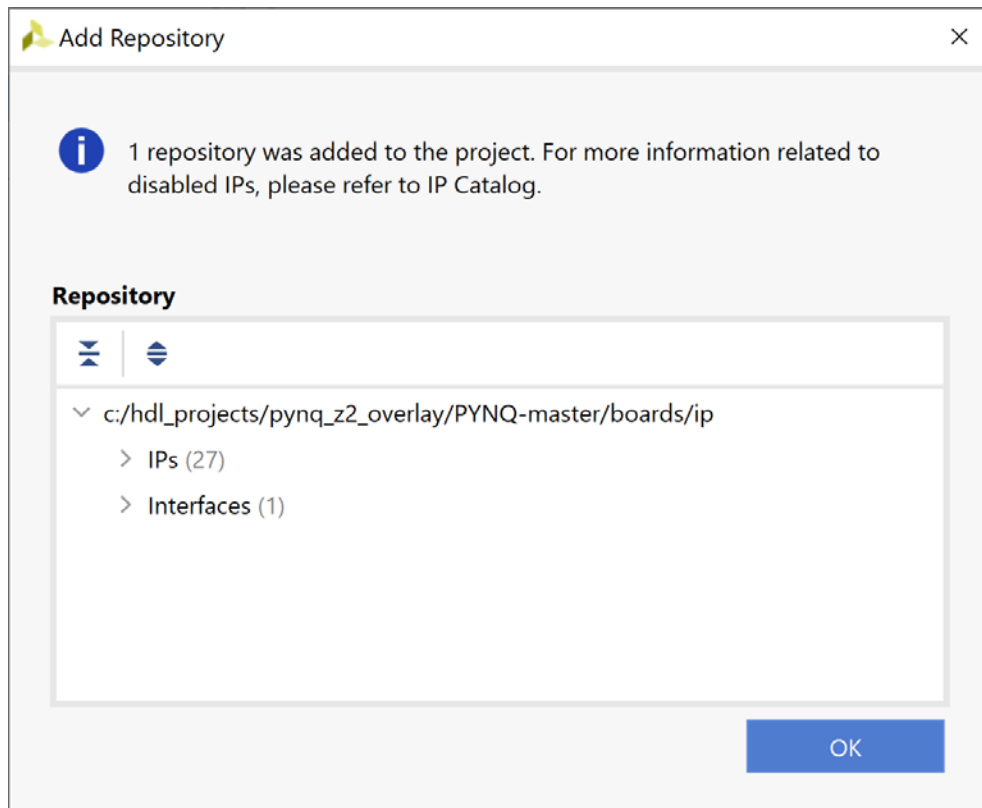 Add Repository
1 repository was added to the project. For more information related to
disabled IPs, please refer to IP Catalog.
Repository
c:/hdl_projects/pynq_z2_overlay/PYNQ-master/boards/ip
IPs (27)
Interfaces (1)
OK